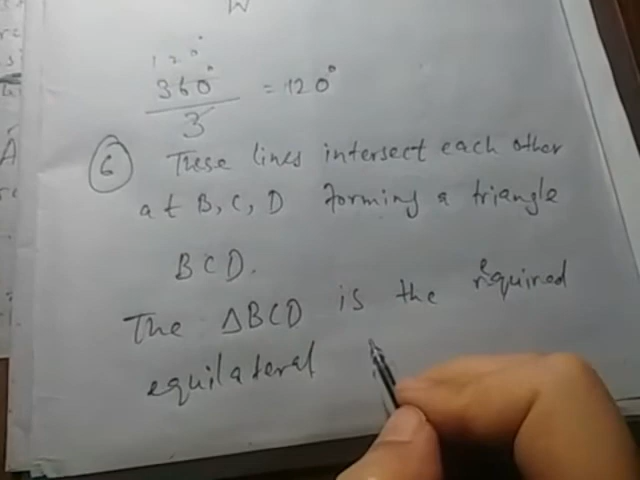 120°
360°
3
= 120°
6 These lines intersect each other
at B, C, D forming a triangle
BCD.
The ΔBCD is the required
equilateral